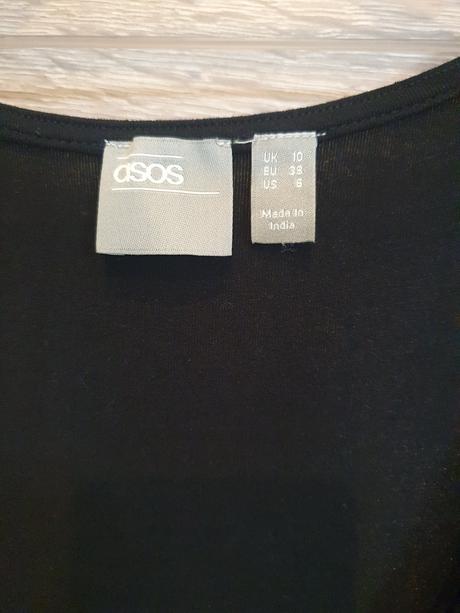 asos
UK 10
EU 38
US 6
Made in
India